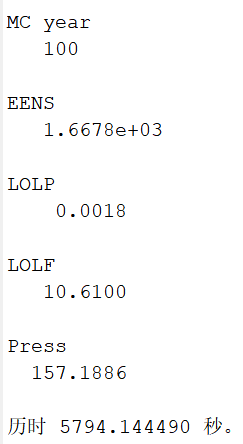 MC year
100
EENS
1.6678e+03
LOLP
0.0018
LOLF
10.6100
Press
157.1886
历时 5794.144490 秒。